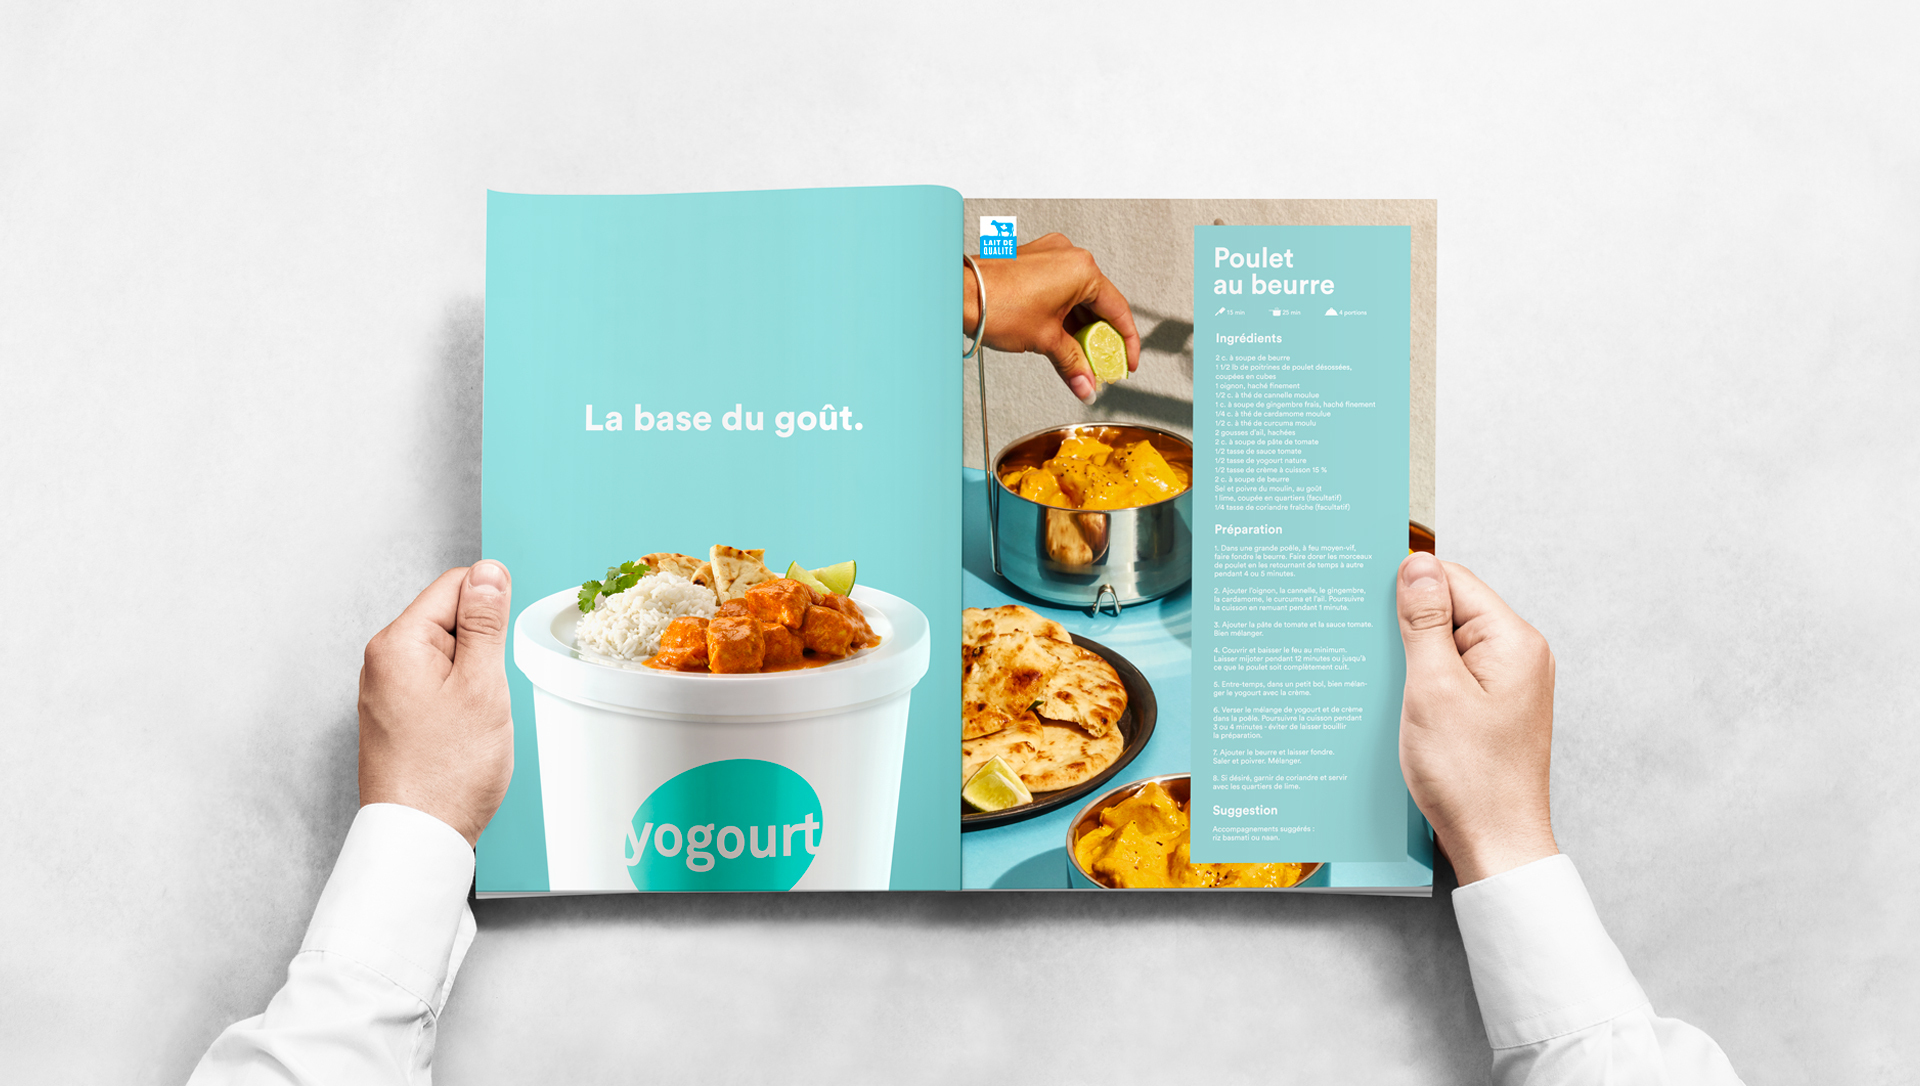 La base du goût.
yogourt
LAIT DE
QUALITÉ
Poulet
au beurre
15 min
25 min
4 portions
Ingrédients
2 c. à soupe de beurre
1 1/2 lb de poitrines de poulet désossées,
coupées en cubes
1 oignon, haché finement
1/2 c. à thé de cannelle moulue
1 c. à soupe de gingembre frais, haché finement
1/4 c. à thé de cardamome moulue
1/2 c. à thé de curcuma moulu
2 gousses d'ail, hachées
2 c. à soupe de pâte de tomate
1/2 tasse de sauce tomate
1/2 tasse de yogourt nature
1/2 tasse de crème à cuisson 15 %
2 c. à soupe de beurre
Sel et poivre du moulin, au goût
1 lime, coupée en quartiers (facultatif)
1/4 tasse de coriandre fraîche (facultatif)
Préparation
1. Dans une grande poêle, à feu moyen-vif,
faire fondre le beurre. Faire dorer les morceaux
de poulet en les retournant de temps à autre
pendant 4 ou 5 minutes.
2. Ajouter l'oignon, la cannelle, le gingembre,
la cardamome, le curcuma et l'ail. Poursuivre
la cuisson en remuant pendant 1 minute.
3. Ajouter la pâte de tomate et la sauce tomate.
Bien mélanger.
4. Couvrir et baisser le feu au minimum.
Laisser mijoter pendant 12 minutes ou jusqu'à
ce que le poulet soit complètement cuit.
5. Entre-temps, dans un petit bol, bien mélan-
ger le yogourt avec la crème.
6. Verser le mélange de yogourt et de crème
dans la poêle. Poursuivre la cuisson pendant
3 ou 4 minutes - éviter de laisser bouillir
la préparation.
7. Ajouter le beurre et laisser fondre.
Saler et poivrer. Mélanger.
8. Si désiré, garnir de coriandre et servir
avec les quartiers de lime.
Suggestion
Accompagnements suggérés :
riz basmati ou naan.